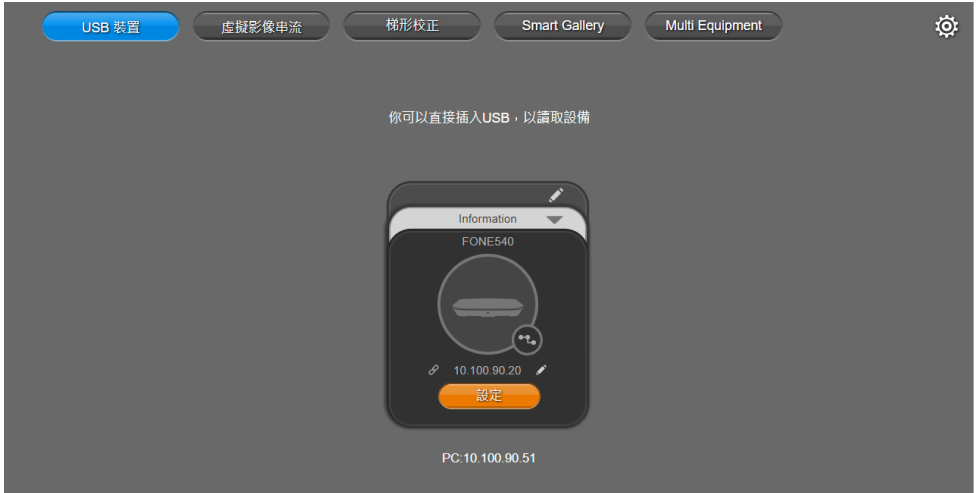 USB 裝置
虛擬影像串流
梯形校正
Smart Gallery
Multi Equipment
你可以直接插入USB，以讀取設備
Information
FONE540
10.100.90.20
設定
PC:10.100.90.51